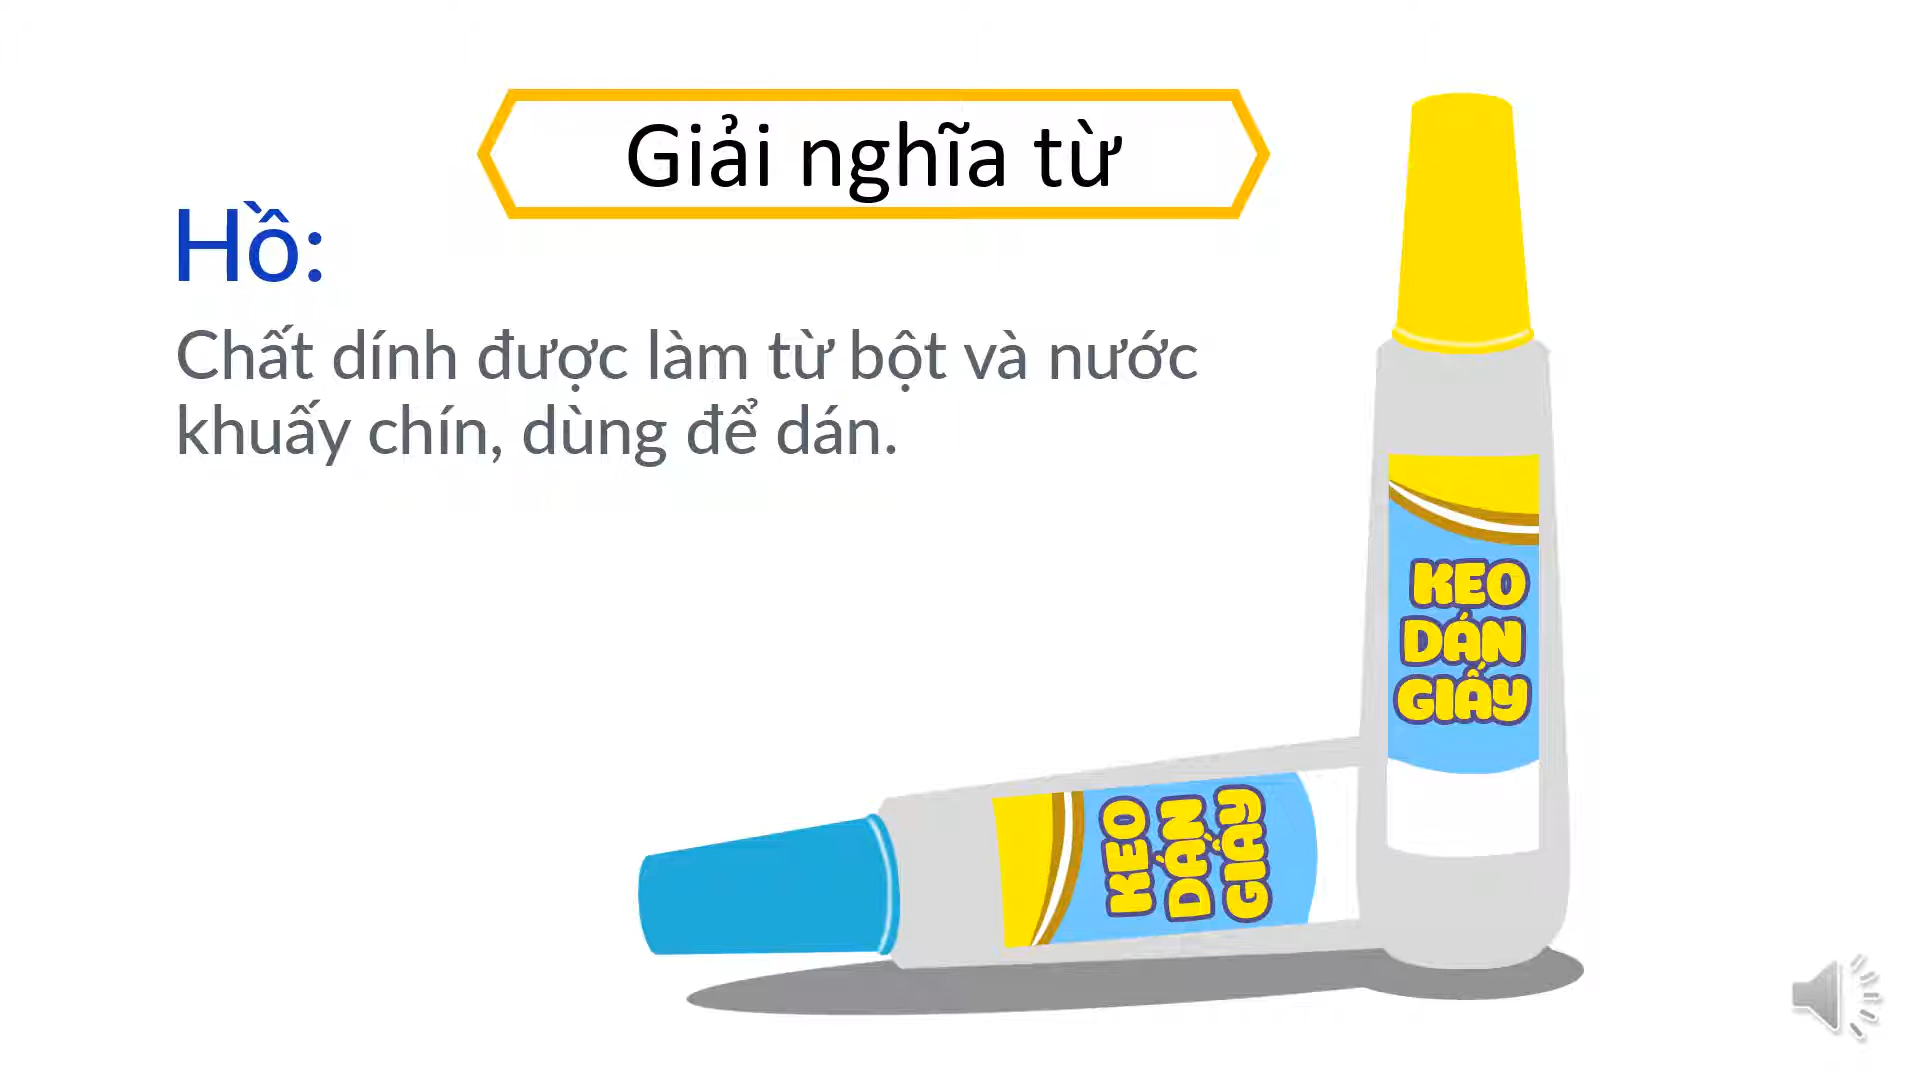 Giải nghĩa từ
Hồ:
Chất dính được làm từ bột và nước
khuấy chín, dùng để dán.
KEO
DÁN
GIẤY
KEO
DÁN
GIẤY